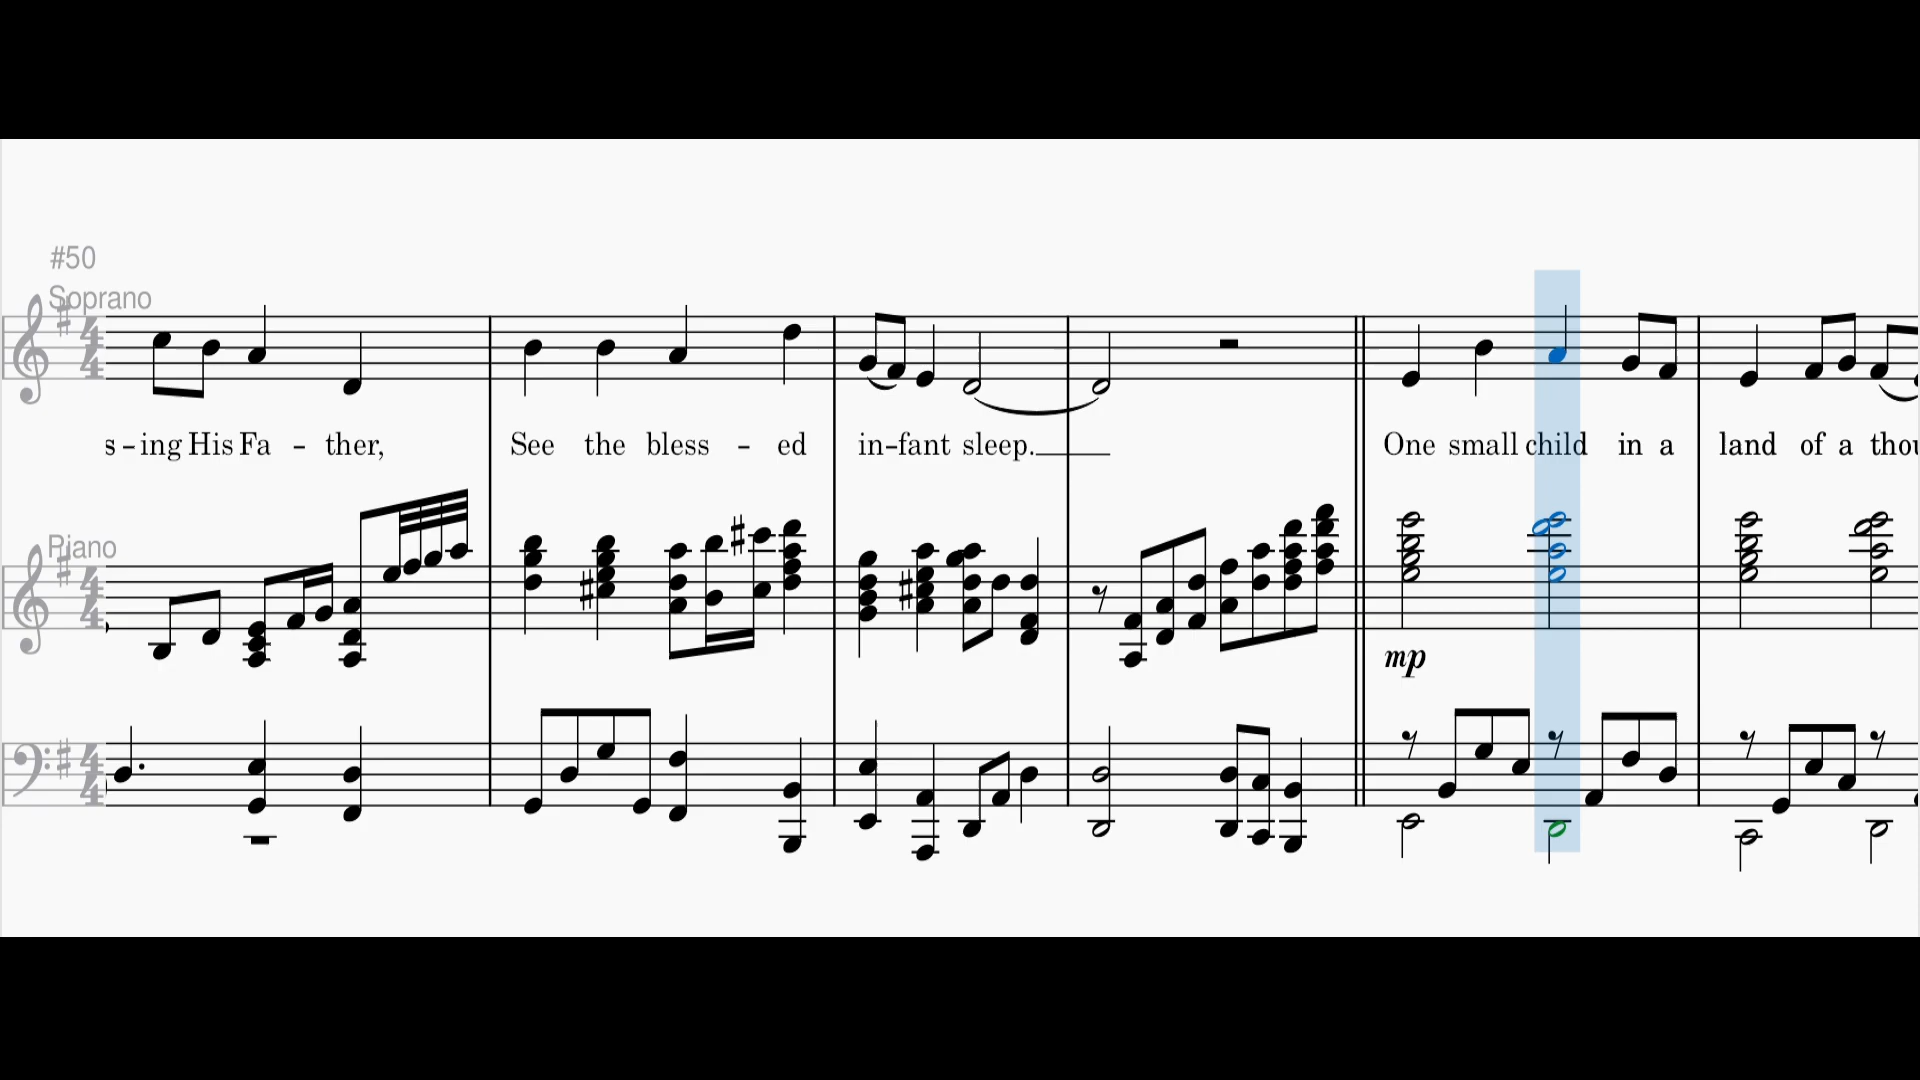 #50
Soprano
s-ing His Fa - ther, See the bless - ed in-fant sleep. One small child in a land of a thou
Piano
mp